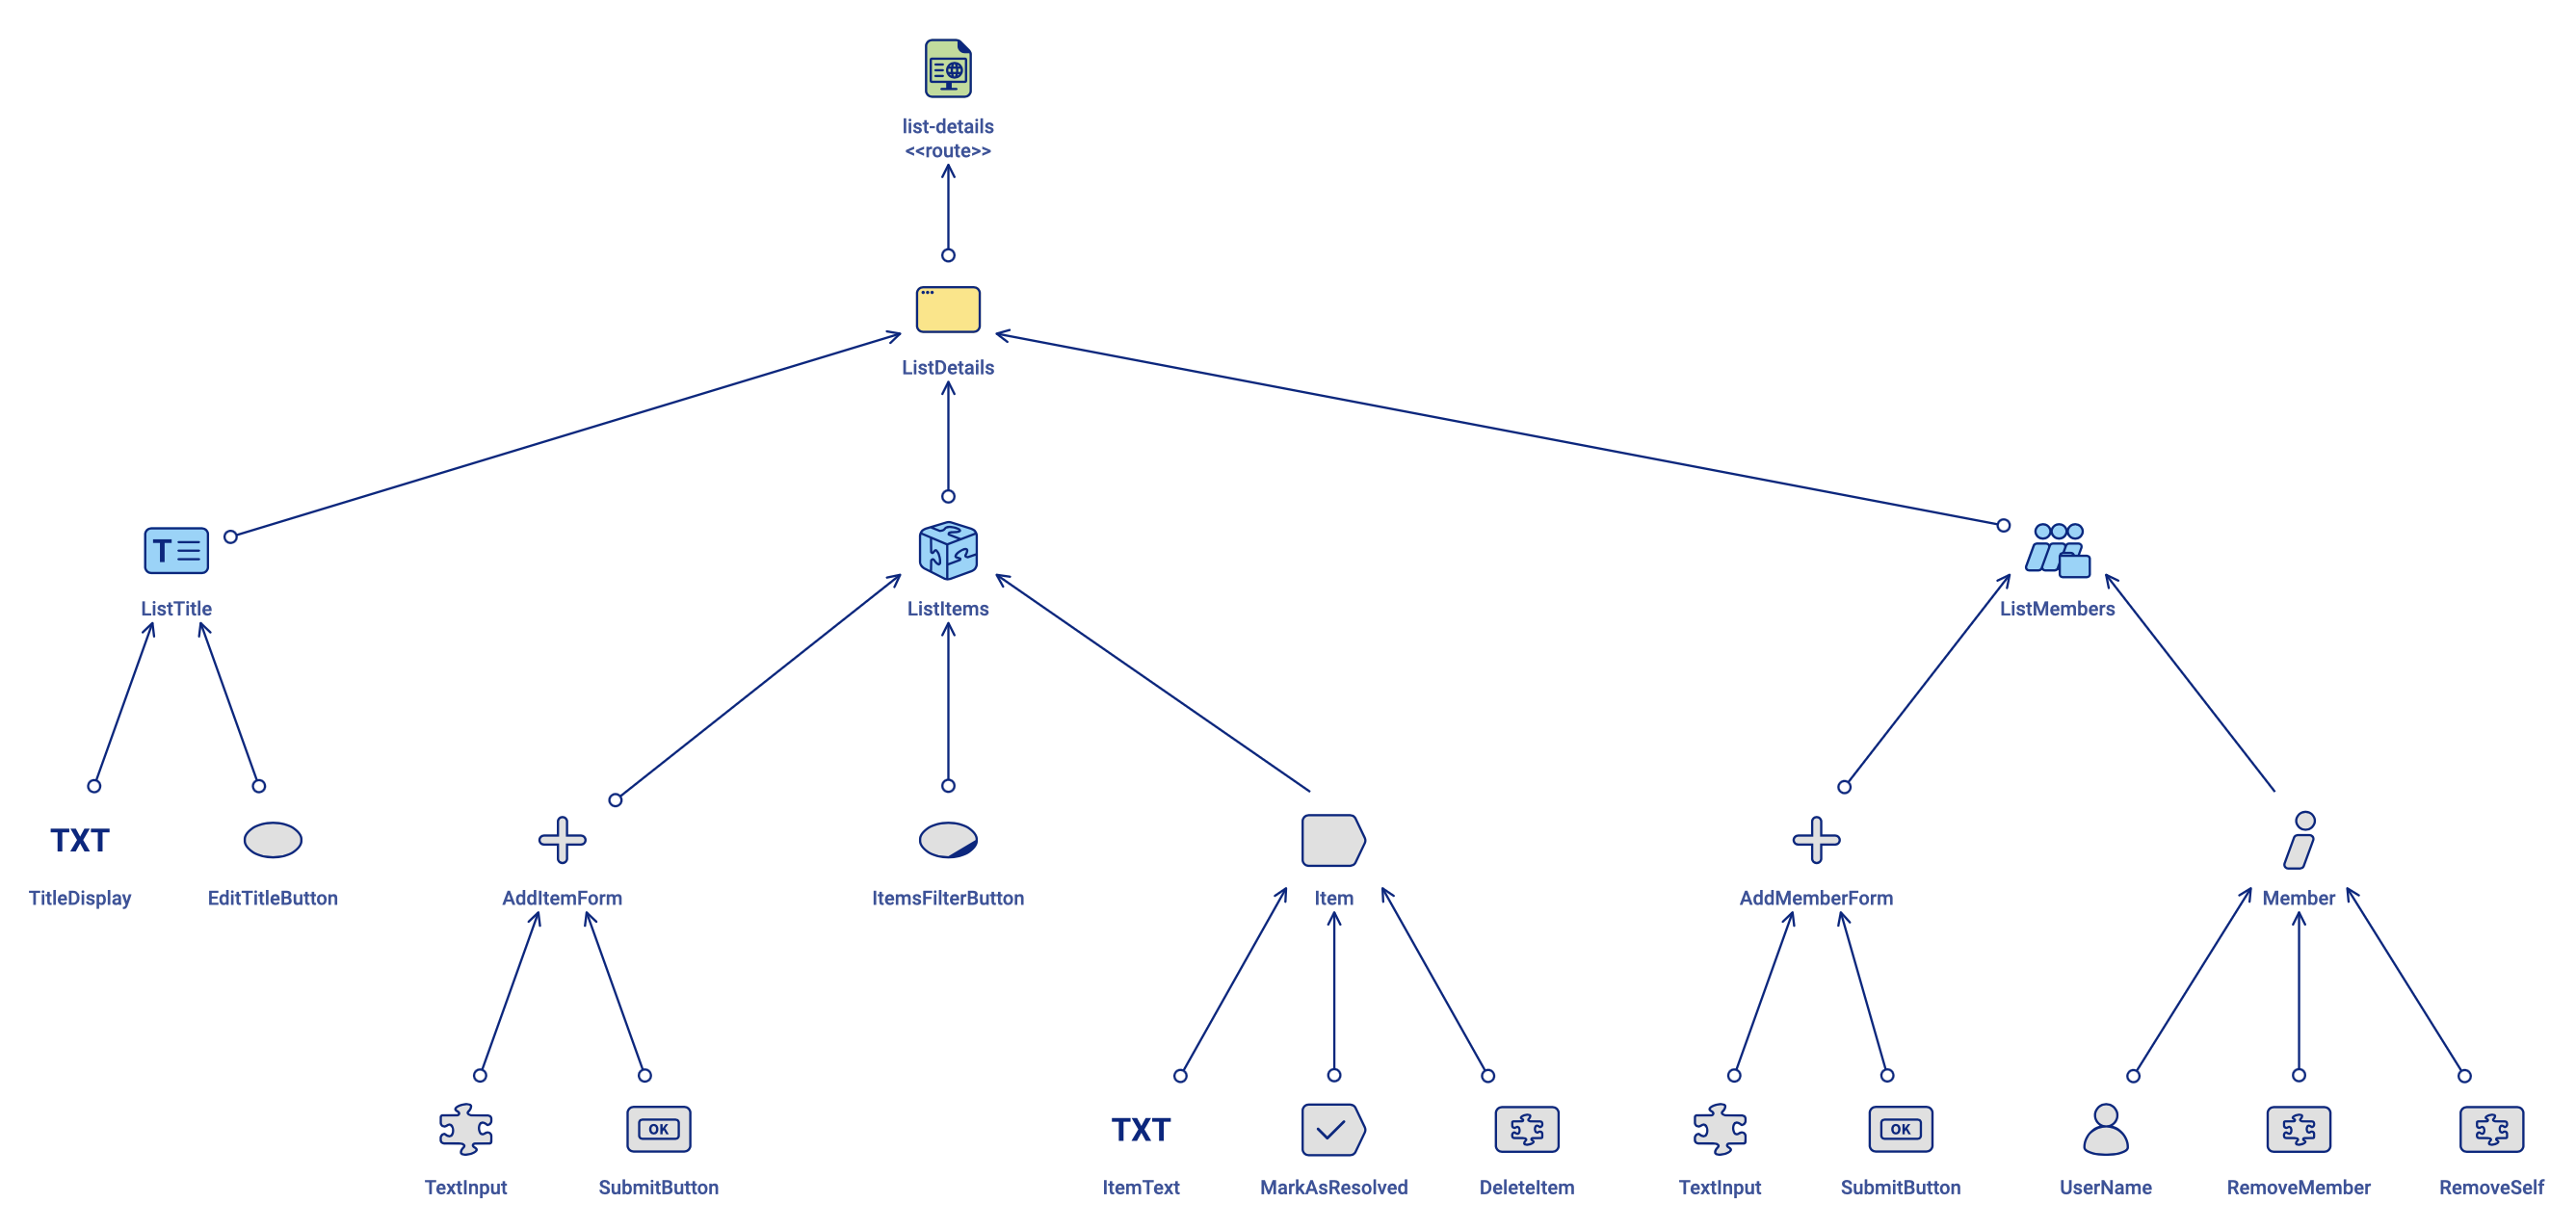 list-details
<<route>>
ListDetails
T
ListTitle
ListItems
ListMembers
TXT
TitleDisplay
EditTitleButton
AddItemForm
ItemsFilterButton
Item
AddMemberForm
Member
TextInput
OK
SubmitButton
TXT
ItemText
MarkAsResolved
DeleteItem
TextInput
OK
SubmitButton
UserName
RemoveMember
RemoveSelf